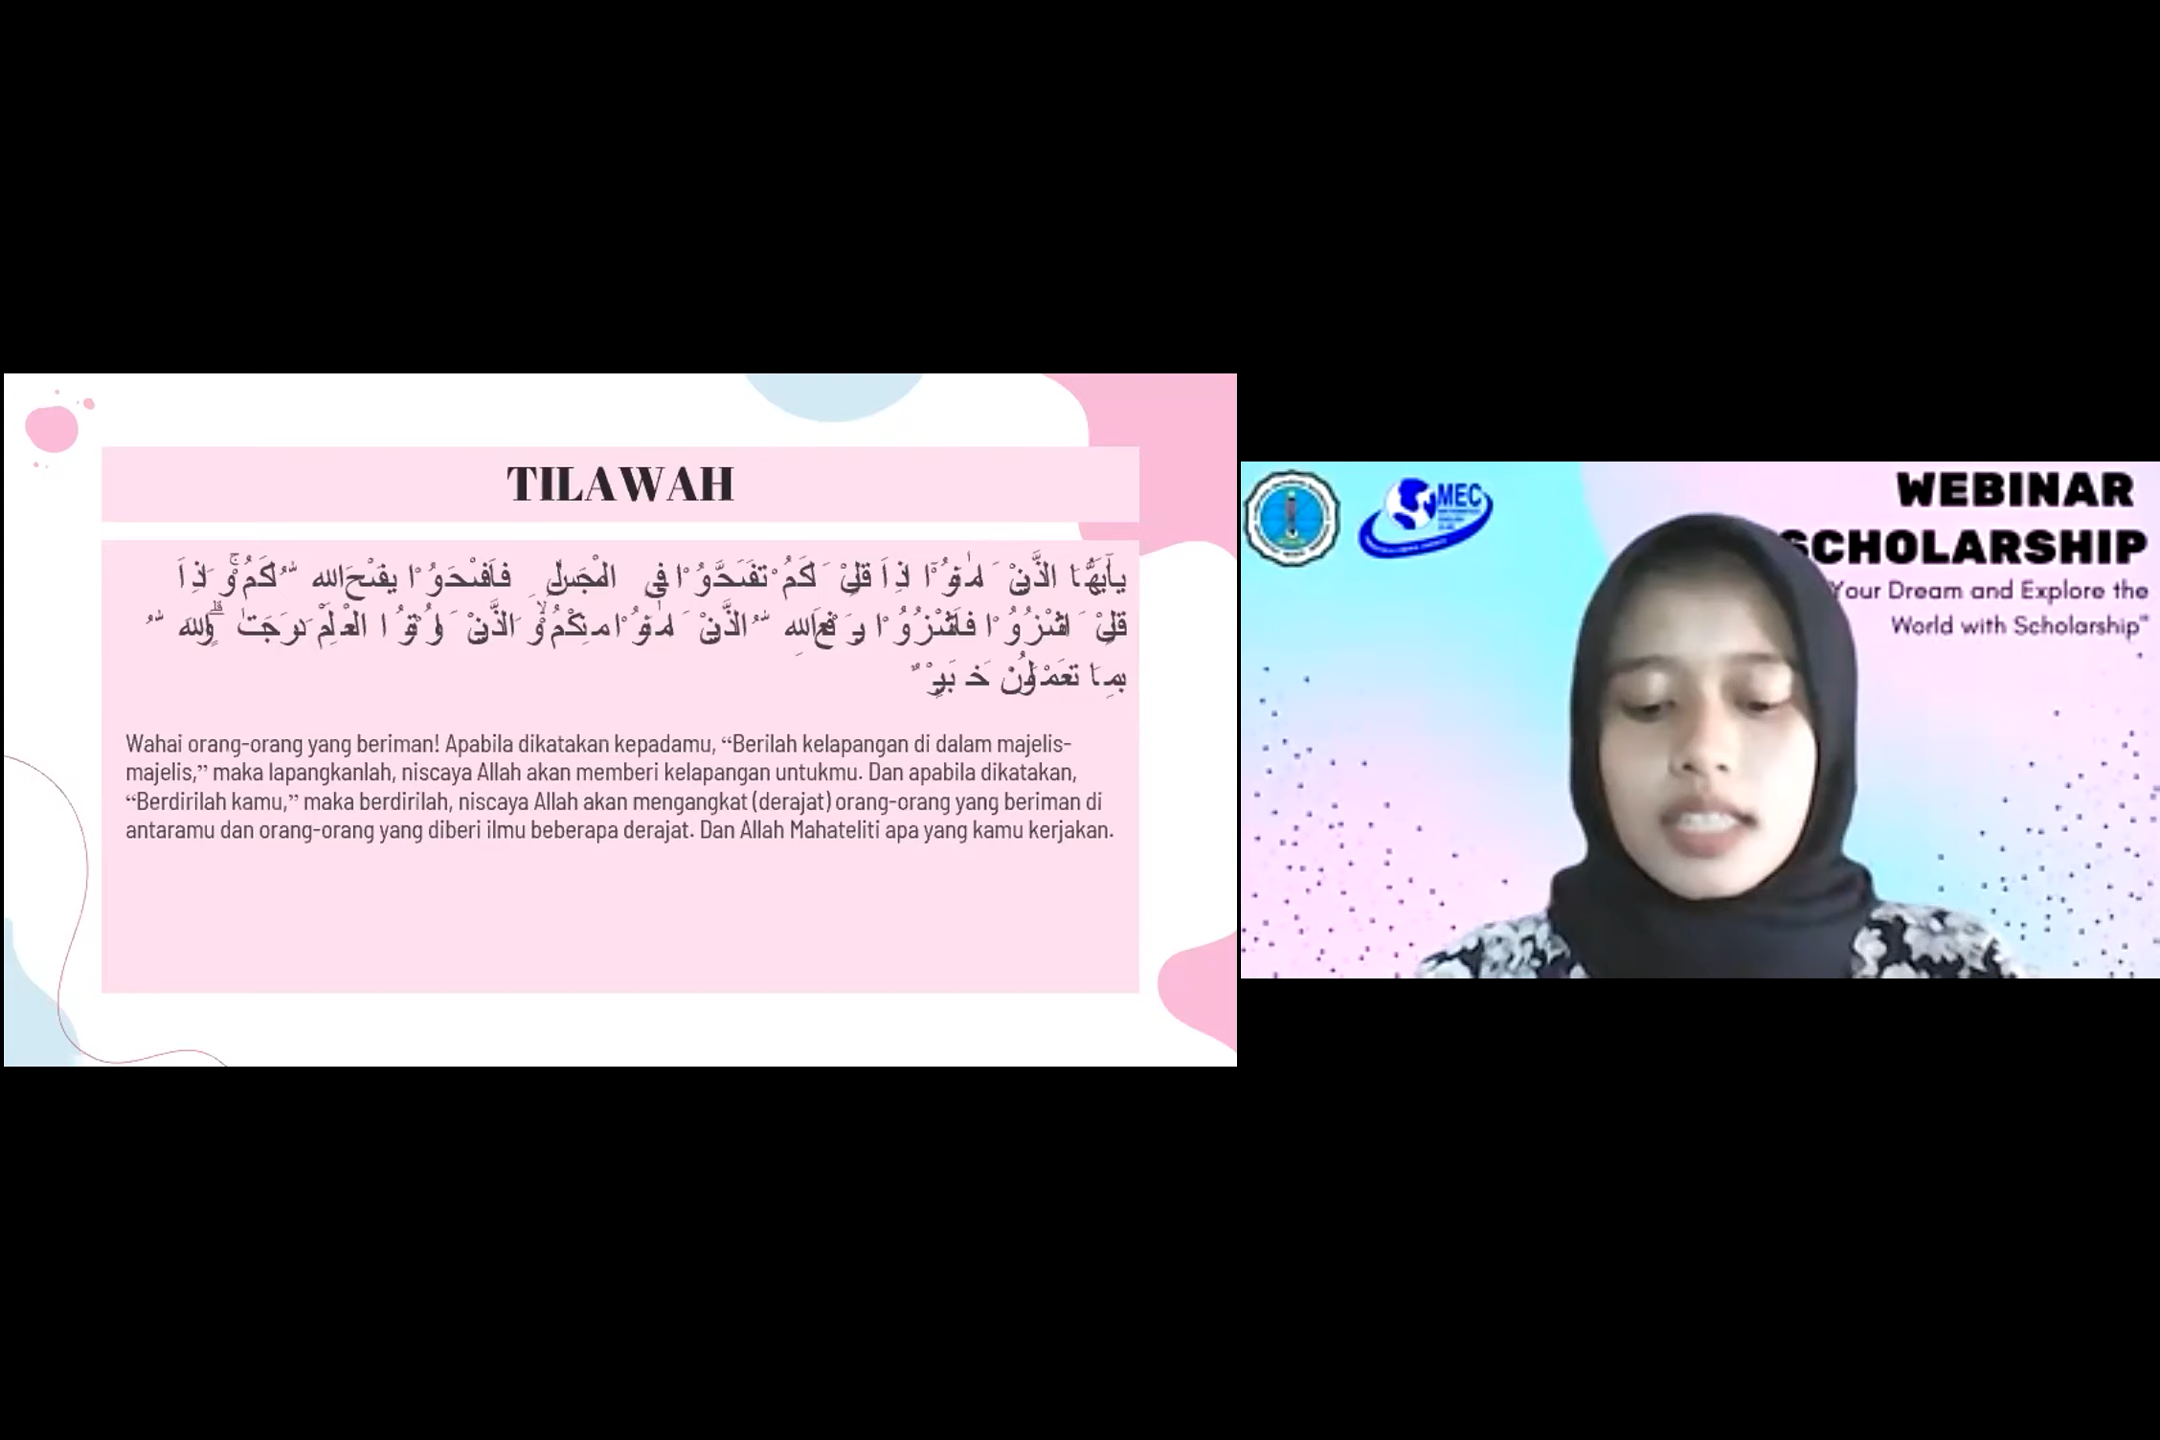 TILAWAH
يٰٓاَيُّهَا الَّذِيْنَ اٰمَنُوْٓا اِذَا قِيْلَ لَكُمْ تَفَسَّحُوْا فِى الْمَجٰلِسِ فَافْسَحُوْا يَفْسَحِ اللّٰهُ لَكُمْۚ وَاِذَا
قِيْلَ انْشُزُوْا فَانْشُزُوْا يَرْفَعِ اللّٰهُ الَّذِيْنَ اٰمَنُوْا مِنْكُمْۙ وَالَّذِيْنَ اُوْتُوا الْعِلْمَ دَرَجٰتٍۗ وَاللّٰهُ
بِمَا تَعْمَلُوْنَ خَبِيْرٌ
Wahai orang-orang yang beriman! Apabila dikatakan kepadamu, “Berilah kelapangan di dalam majelis-
majelis,” maka lapangkanlah, niscaya Allah akan memberi kelapangan untukmu. Dan apabila dikatakan,
“Berdirilah kamu,” maka berdirilah, niscaya Allah akan mengangkat (derajat) orang-orang yang beriman di
antaramu dan orang-orang yang diberi ilmu beberapa derajat. Dan Allah Mahateliti apa yang kamu kerjakan.
MEC
WEBINAR
SCHOLARSHIP
Your Dream and Explore the
World with Scholarship"